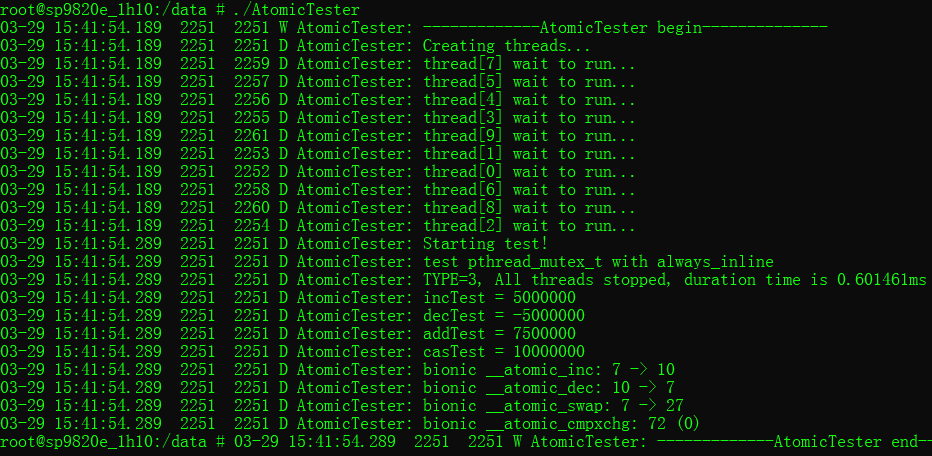 root@sp9820e_1h10:/data # ./AtomicTester
03-29 15:41:54.189  2251  2251 W AtomicTester: -------------AtomicTester begin--------------
03-29 15:41:54.189  2251  2251 D AtomicTester: Creating threads...
03-29 15:41:54.189  2251  2259 D AtomicTester: thread[7] wait to run...
03-29 15:41:54.189  2251  2257 D AtomicTester: thread[5] wait to run...
03-29 15:41:54.189  2251  2256 D AtomicTester: thread[4] wait to run...
03-29 15:41:54.189  2251  2255 D AtomicTester: thread[3] wait to run...
03-29 15:41:54.189  2251  2261 D AtomicTester: thread[9] wait to run...
03-29 15:41:54.189  2251  2253 D AtomicTester: thread[1] wait to run...
03-29 15:41:54.189  2251  2252 D AtomicTester: thread[0] wait to run...
03-29 15:41:54.189  2251  2258 D AtomicTester: thread[6] wait to run...
03-29 15:41:54.189  2251  2260 D AtomicTester: thread[8] wait to run...
03-29 15:41:54.189  2251  2254 D AtomicTester: thread[2] wait to run...
03-29 15:41:54.289  2251  2251 D AtomicTester: Starting test!
03-29 15:41:54.289  2251  2251 D AtomicTester: test pthread_mutex_t with always_inline
03-29 15:41:54.289  2251  2251 D AtomicTester: TYPE=3, All threads stopped, duration time is 0.601461ms
03-29 15:41:54.289  2251  2251 D AtomicTester: incTest = 5000000
03-29 15:41:54.289  2251  2251 D AtomicTester: decTest = -5000000
03-29 15:41:54.289  2251  2251 D AtomicTester: addTest = 7500000
03-29 15:41:54.289  2251  2251 D AtomicTester: casTest = 10000000
03-29 15:41:54.289  2251  2251 D AtomicTester: bionic __atomic_inc: 7 -> 10
03-29 15:41:54.289  2251  2251 D AtomicTester: bionic __atomic_dec: 10 -> 7
03-29 15:41:54.289  2251  2251 D AtomicTester: bionic __atomic_swap: 7 -> 27
03-29 15:41:54.289  2251  2251 D AtomicTester: bionic __atomic_cmpxchg: 72 (0)
root@sp9820e_1h10:/data # 03-29 15:41:54.289  2251  2251 W AtomicTester: -------------AtomicTester end--